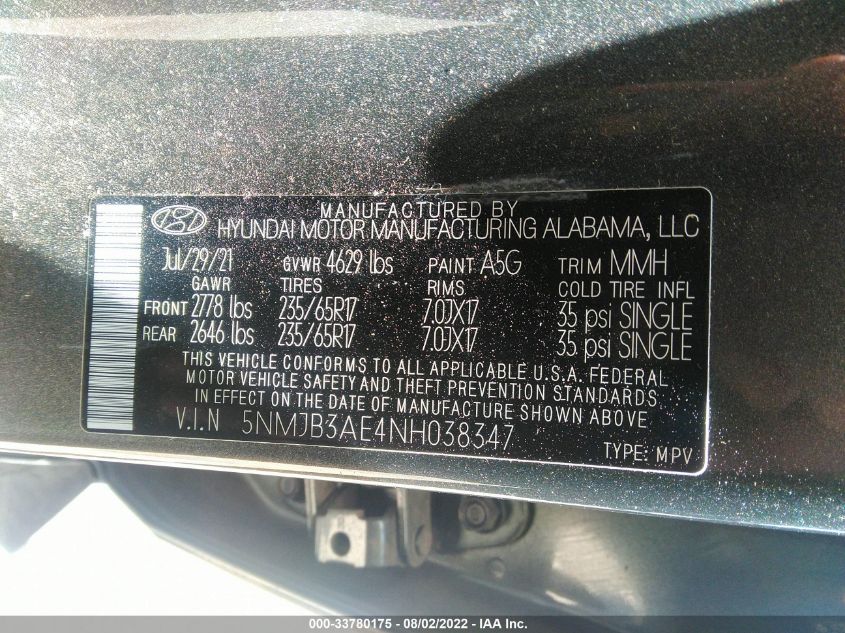 MANUFACTURED BY
HYUNDAI MOTOR MANUFACTURING ALABAMA, LLC
Jul/29/21 GVWR 4629 lbs PAINT A5G TRIM MMH
GAWR TIRES RIMS COLD TIRE INFL
FRONT 2778 lbs 235/65R17 7.0JX17 35 psi SINGLE
REAR 2646 lbs 235/65R17 7.0JX17 35 psi SINGLE
THIS VEHICLE CONFORMS TO ALL APPLICABLE U.S.A. FEDERAL
MOTOR VEHICLE SAFETY AND THEFT PREVENTION STANDARDS
IN EFFECT ON THE DATE OF MANUFACTURE SHOWN ABOVE
V.I.N 5NMJB3AE4NH038347
TYPE: MPV
000-33780175 - 08/02/2022 - IAA Inc.